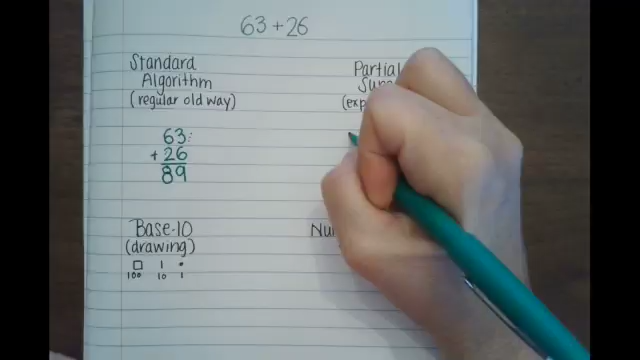 63 + 26
Standard
Algorithm
(regular old way)
63
+ 26
89
Partial
Base-10
(drawing)
□ | •
100 10 1